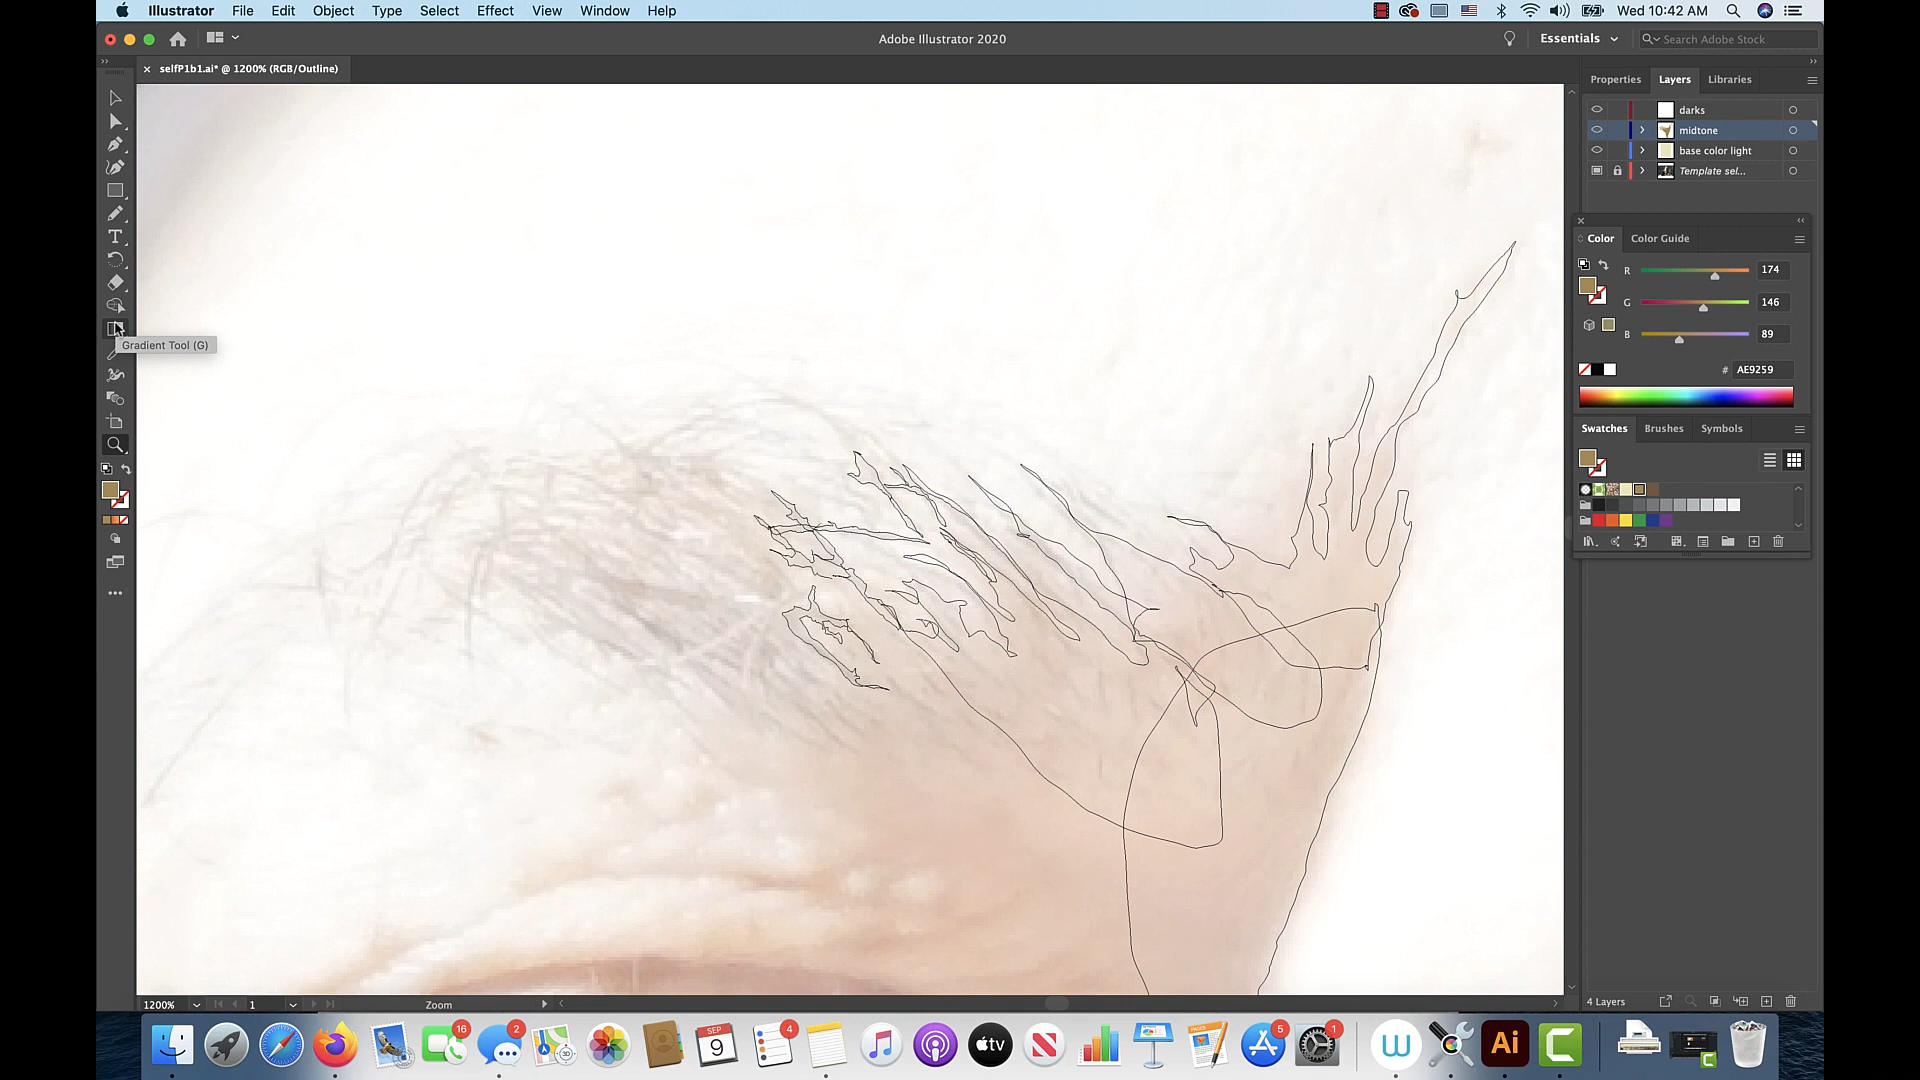 Illustrator File Edit Object Type Select Effect View Window Help
Wed 10:42 AM
Adobe Illustrator 2020
Essentials
Search Adobe Stock
selfP1b1.ai* @ 1200% (RGB/Outline)
Properties Layers Libraries
darks
midtone
base color light
Template sel...
Color Color Guide
R 174
G 146
B 89
# AE9259
Swatches Brushes Symbols
Gradient Tool (G)
1200% 1 Zoom
4 Layers
16
2
3D
SEP
9
4
tv
5
1
Ai